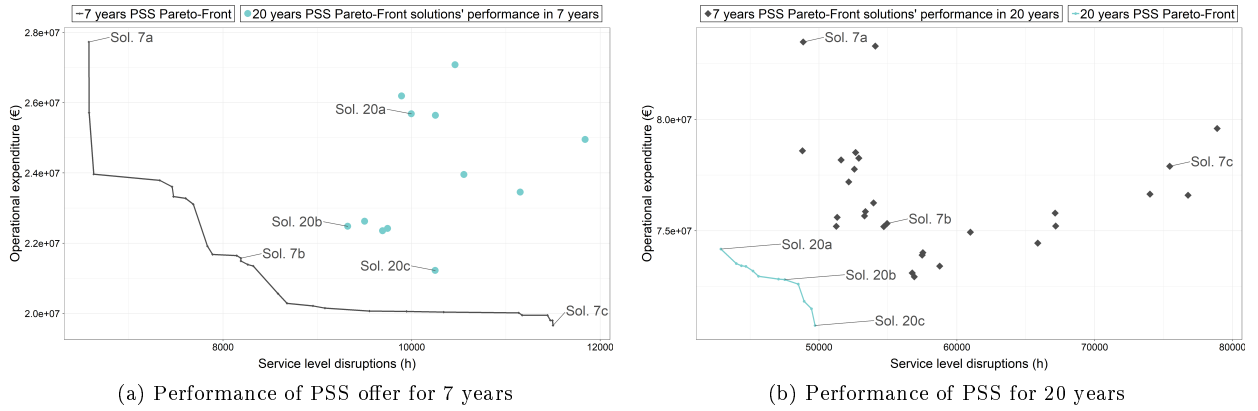 7 years PSS Pareto-Front
20 years PSS Pareto-Front solutions' performance in 7 years
2.8e+07
2.6e+07
2.4e+07
2.2e+07
2.0e+07
Operational expenditure (€)
Sol. 7a
Sol. 20a
Sol. 20b
Sol. 7b
Sol. 20c
Sol. 7c
8000
10000
12000
Service level disruptions (h)
(a) Performance of PSS offer for 7 years
7 years PSS Pareto-Front solutions' performance in 20 years
20 years PSS Pareto-Front
8.0e+07
7.5e+07
Operational expenditure (€)
Sol. 7a
Sol. 7c
Sol. 7b
Sol. 20a
Sol. 20b
Sol. 20c
50000
60000
70000
80000
Service level disruptions (h)
(b) Performance of PSS for 20 years